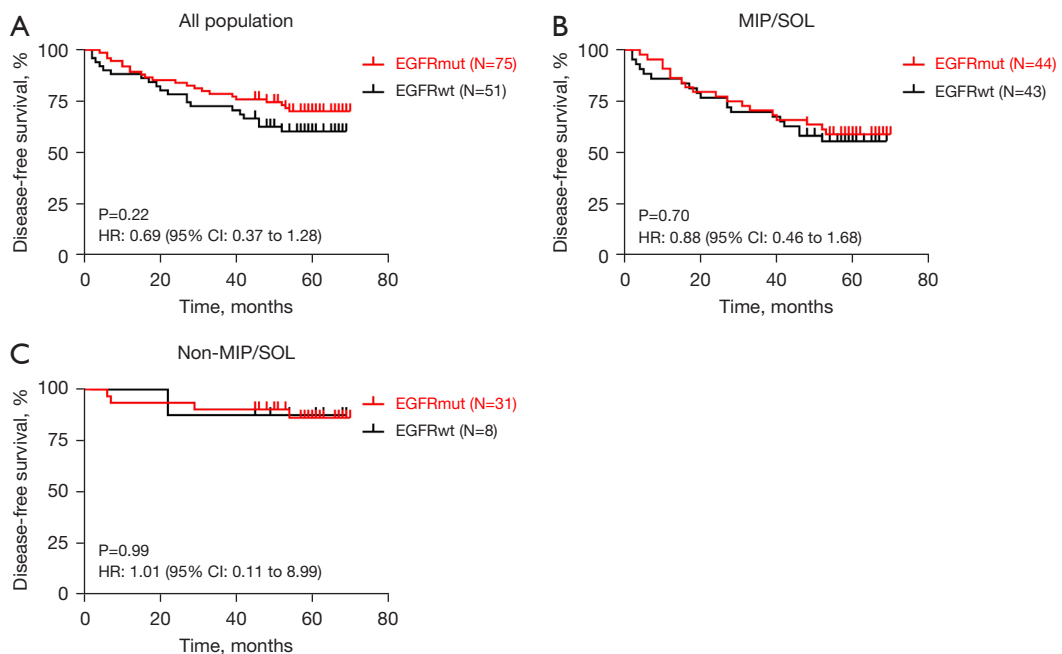 A
All population
Disease-free survival, %
100
75
50
25
0
EGFRmut (N=75)
EGFRwt (N=51)
P=0.22
HR: 0.69 (95% CI: 0.37 to 1.28)
0 20 40 60 80
Time, months
B
MIP/SOL
Disease-free survival, %
100
75
50
25
0
EGFRmut (N=44)
EGFRwt (N=43)
P=0.70
HR: 0.88 (95% CI: 0.46 to 1.68)
0 20 40 60 80
Time, months
C
Non-MIP/SOL
Disease-free survival, %
100
75
50
25
0
EGFRmut (N=31)
EGFRwt (N=8)
P=0.99
HR: 1.01 (95% CI: 0.11 to 8.99)
0 20 40 60 80
Time, months